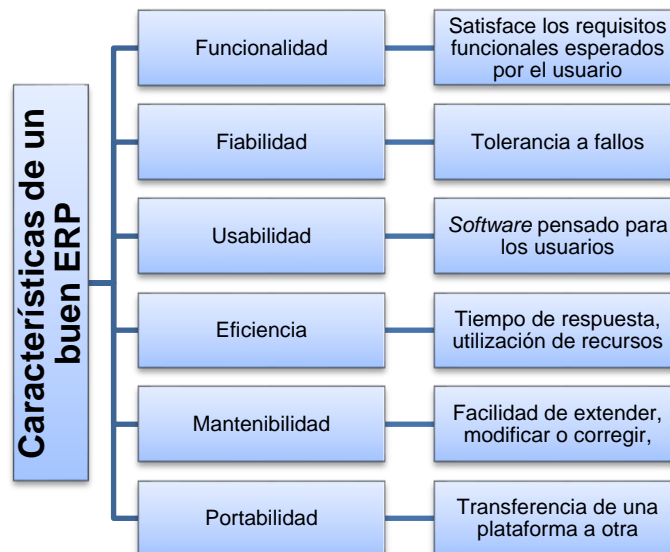 Características de un
buen ERP
Funcionalidad
Satisface los requisitos
funcionales esperados
por el usuario
Fiabilidad
Tolerancia a fallos
Usabilidad
Software pensado para
los usuarios
Eficiencia
Tiempo de respuesta,
utilización de recursos
Mantenibilidad
Facilidad de extender,
modificar o corregir,
Portabilidad
Transferencia de una
plataforma a otra